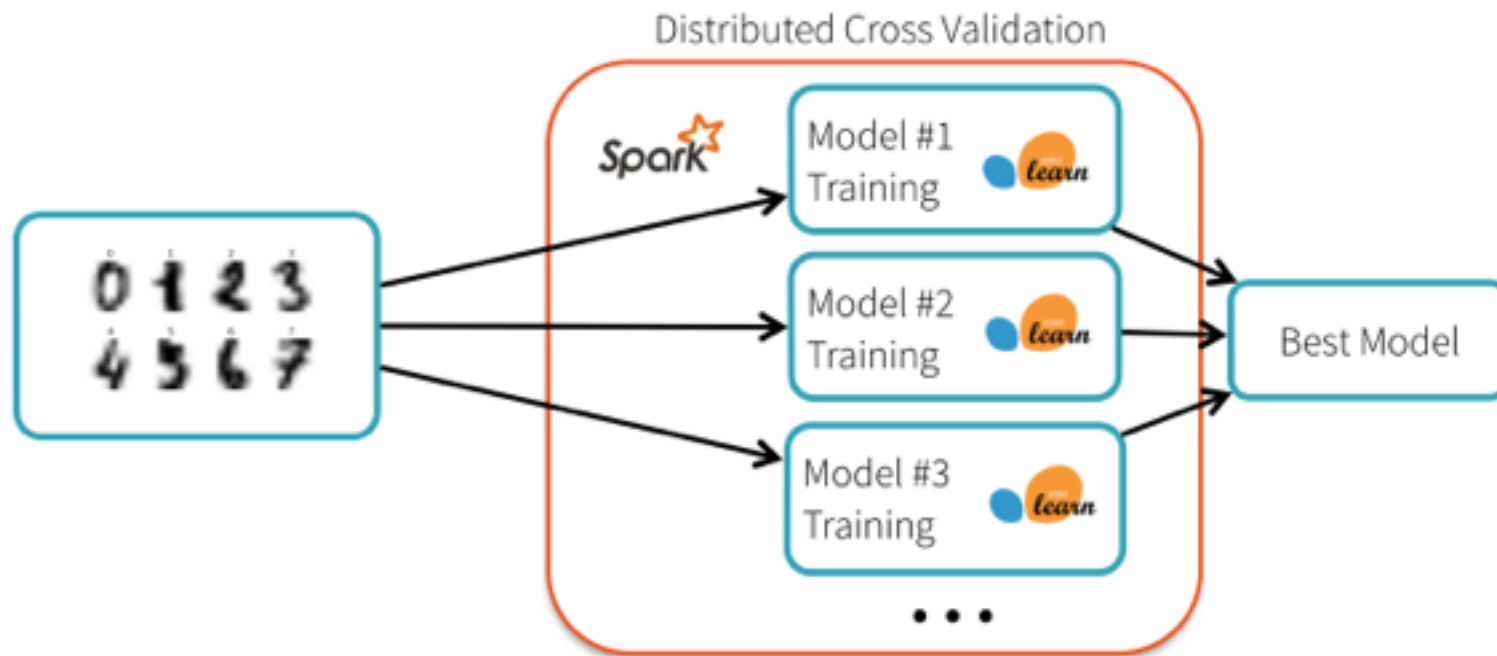 Distributed Cross Validation
Spark
Model #1
Training
learn
0 1 2 3
4 5 6 7
Model #2
Training
learn
Best Model
Model #3
Training
learn
• • •